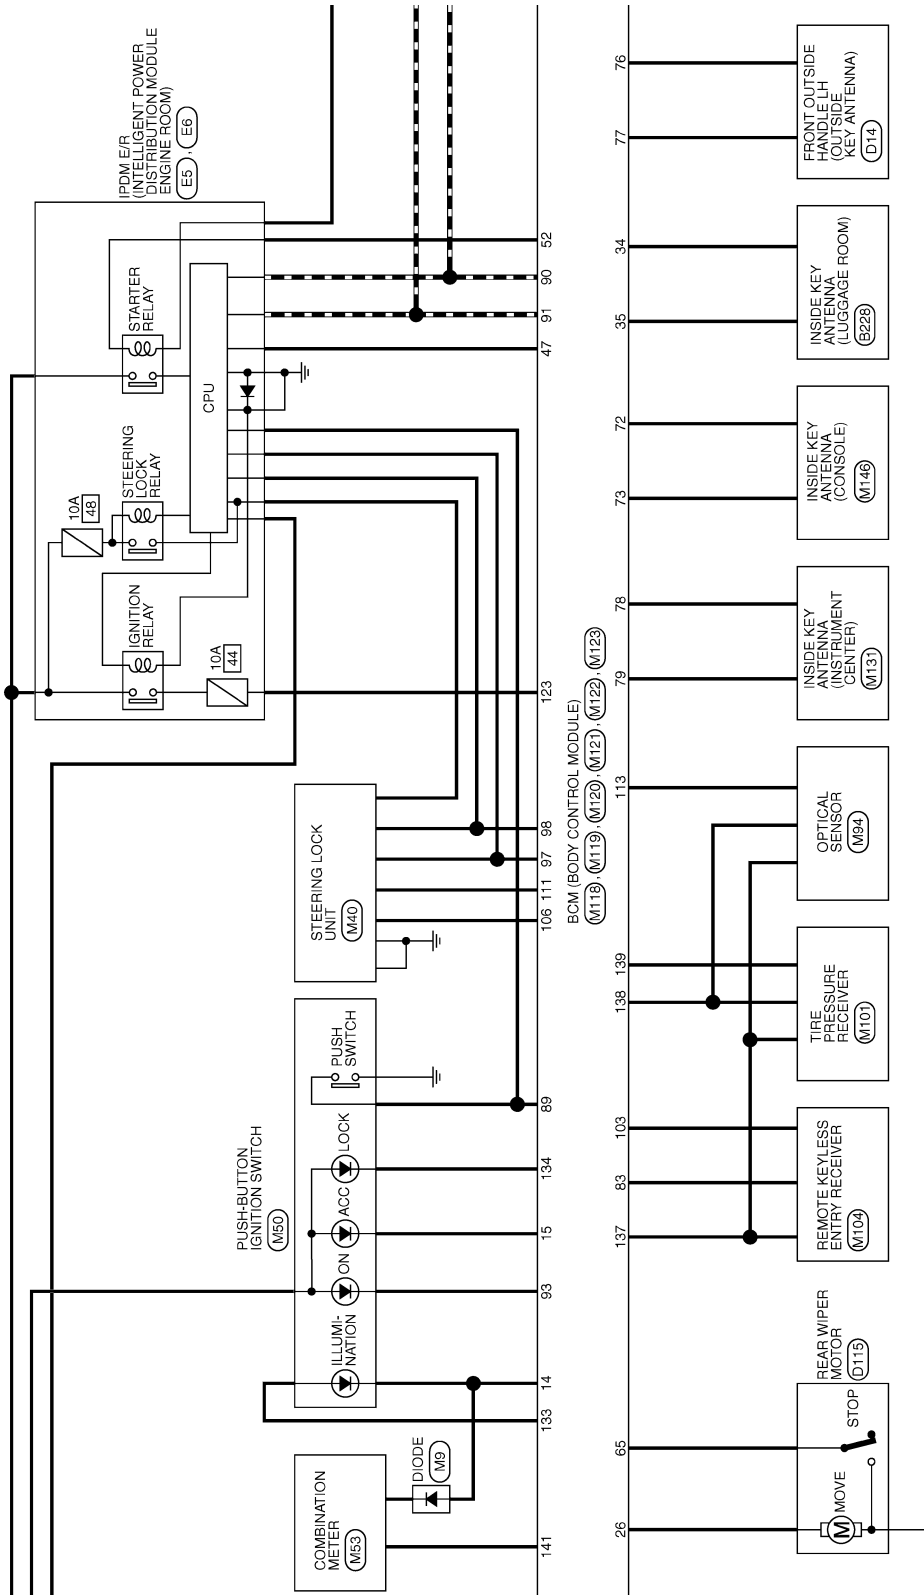 IPDM E/R
(INTELLIGENT POWER
DISTRIBUTION MODULE
ENGINE ROOM)
E5 , E6
STARTER
RELAY
CPU
STEERING
LOCK
RELAY
10A
48
IGNITION
RELAY
10A
44
52
90
91
47
123
STEERING LOCK
UNIT
M40
98
97
111
106
PUSH-BUTTON
IGNITION SWITCH
M50
PUSH
SWITCH
LOCK
ACC
ON
ILLUMI-
NATION
89
134
15
93
14
133
COMBINATION
METER
M53
DIODE
M9
141
BCM (BODY CONTROL MODULE)
M118 , M119 , M120 , M121 , M122 , M123
76
77
FRONT OUTSIDE
HANDLE LH
(OUTSIDE
KEY ANTENNA)
D14
34
35
INSIDE KEY
ANTENNA
(LUGGAGE ROOM)
B228
72
73
INSIDE KEY
ANTENNA
(CONSOLE)
M146
78
79
INSIDE KEY
ANTENNA
(INSTRUMENT
CENTER)
M131
113
OPTICAL
SENSOR
M94
139
138
TIRE
PRESSURE
RECEIVER
M101
103
83
137
REMOTE KEYLESS
ENTRY RECEIVER
M104
65
26
REAR WIPER
MOTOR
D115
STOP
MOVE
M